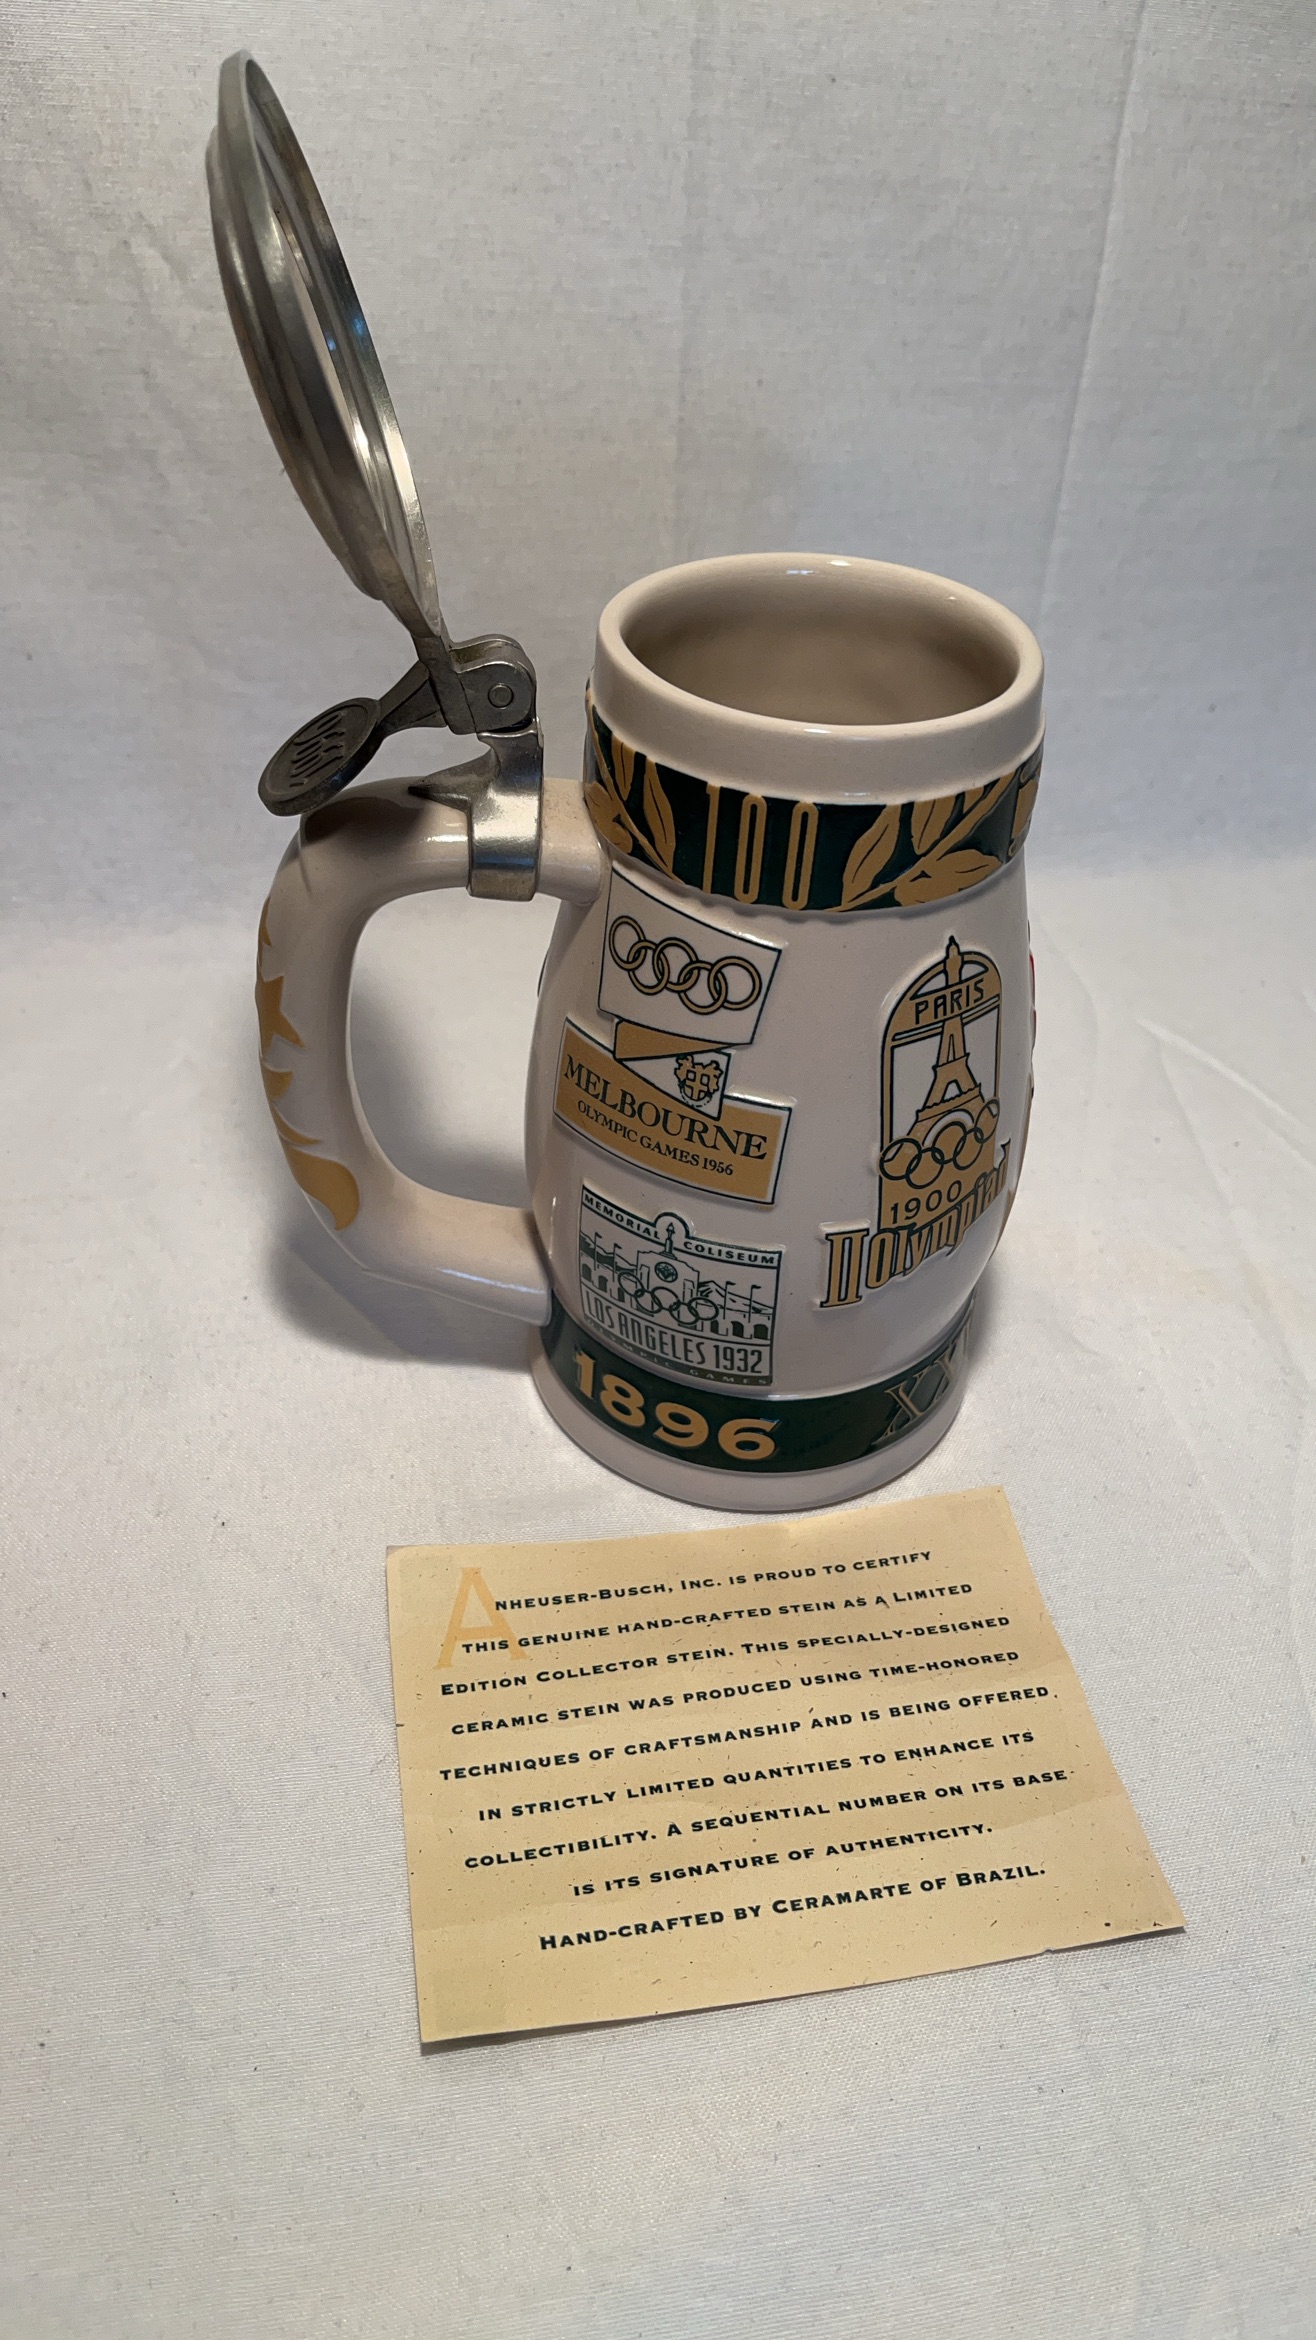 100
PARIS
1900
II Olympiad
MELBOURNE
OLYMPIC GAMES 1956
MEMORIAL COLISEUM
LOS ANGELES 1932
OLYMPIC GAMES
1896
ANHEUSER-BUSCH, INC. IS PROUD TO CERTIFY
THIS GENUINE HAND-CRAFTED STEIN AS A LIMITED
EDITION COLLECTOR STEIN. THIS SPECIALLY-DESIGNED
CERAMIC STEIN WAS PRODUCED USING TIME-HONORED
TECHNIQUES OF CRAFTSMANSHIP AND IS BEING OFFERED
IN STRICTLY LIMITED QUANTITIES TO ENHANCE ITS
COLLECTIBILITY. A SEQUENTIAL NUMBER ON ITS BASE
IS ITS SIGNATURE OF AUTHENTICITY.
HAND-CRAFTED BY CERAMARTE OF BRAZIL.